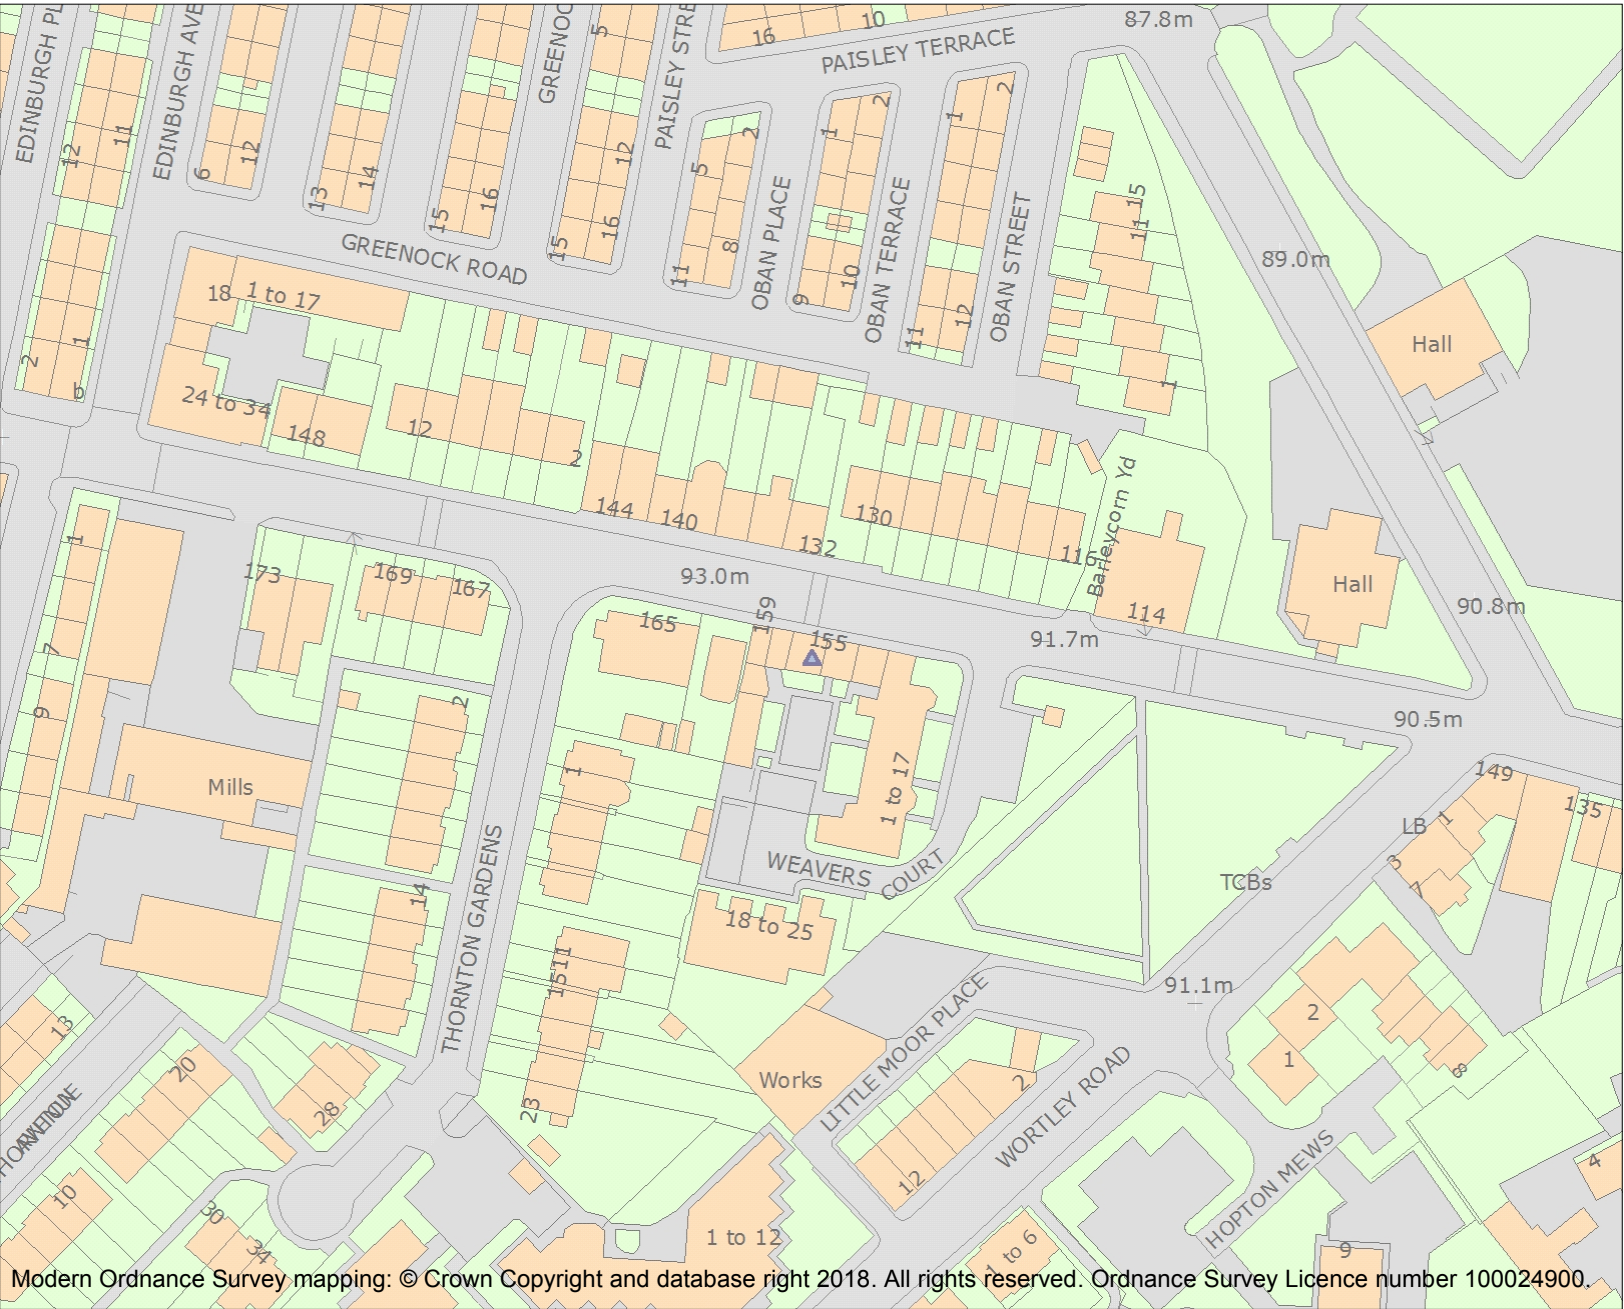 87.8m
10
16
PAISLEY TERRACE
EDINBURGH PL
EDINBURGH AVE
GREENOC
5
PAISLEY STRE
12
11
6
12
13
14
15
16
12
15
16
5
2
11
8
OBAN PLACE
1
2
9
10
OBAN TERRACE
1
2
11
12
OBAN STREET
15
11
1
89.0m
Hall
GREENOCK ROAD
18
1 to 17
2
1
b
24 to 34
148
12
2
144
140
132
130
116
Barleycorn Yd
114
Hall
90.8m
93.0m
91.7m
90.5m
1
7
9
173
169
167
165
159
155
2
Mills
1
1 to 17
WEAVERS
COURT
14
THORNTON GARDENS
18 to 25
1511
23
TCBs
LB
149
135
1
3
7
91.1m
2
1
8
LITTLE MOOR PLACE
Works
2
12
WORTLEY ROAD
HOPTON MEWS
4
9
13
20
28
10
30
34
1 to 12
1 to 6
Modern Ordnance Survey mapping: © Crown Copyright and database right 2018. All rights reserved. Ordnance Survey Licence number 100024900.